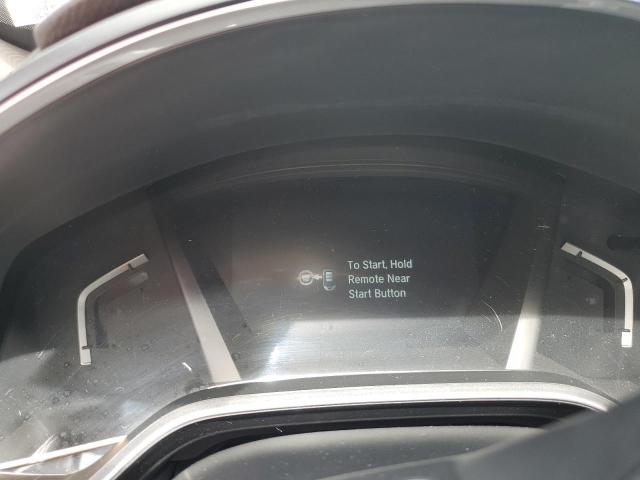 To Start, Hold
Remote Near
Start Button